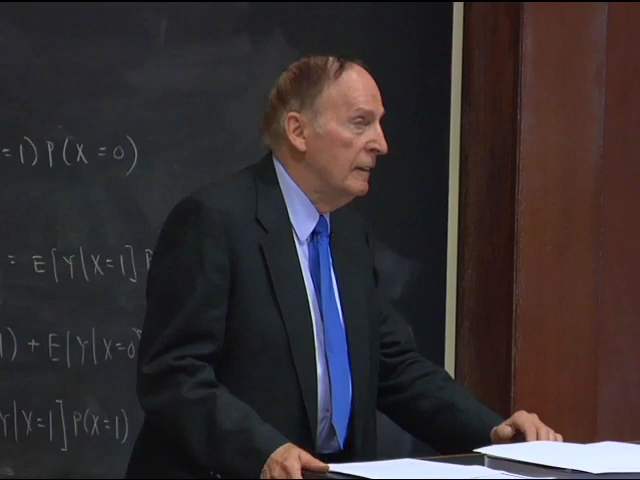 =1) P(X=0)
= E[Y|X=1] P
1) + E[Y|X=0
Y|X=1] P(X=1)